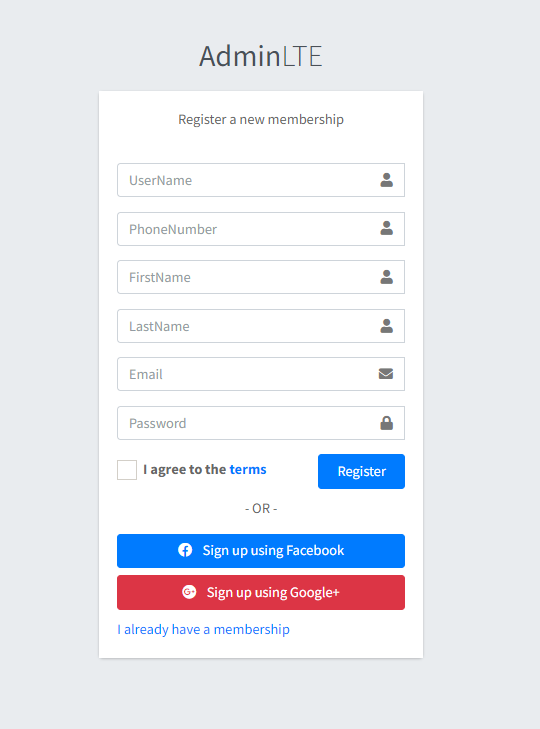 AdminLTE
Register a new membership
UserName
PhoneNumber
FirstName
LastName
Email
Password
I agree to the terms
Register
- OR -
Sign up using Facebook
Sign up using Google+
I already have a membership